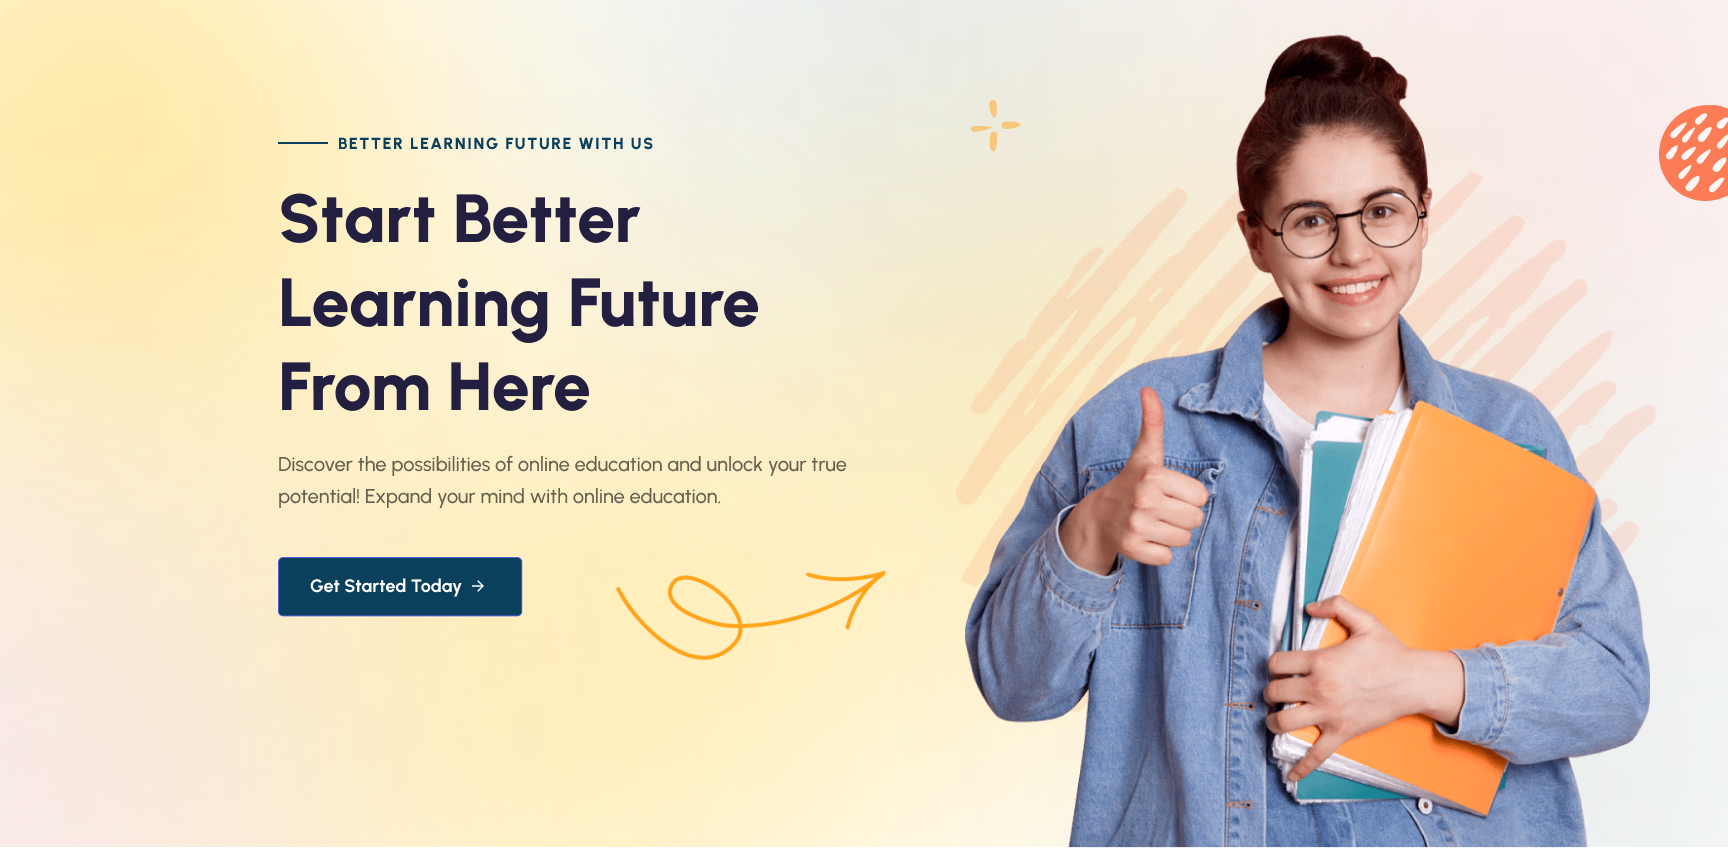 BETTER LEARNING FUTURE WITH US
Start Better
Learning Future
From Here
Discover the possibilities of online education and unlock your true
potential! Expand your mind with online education.
Get Started Today →